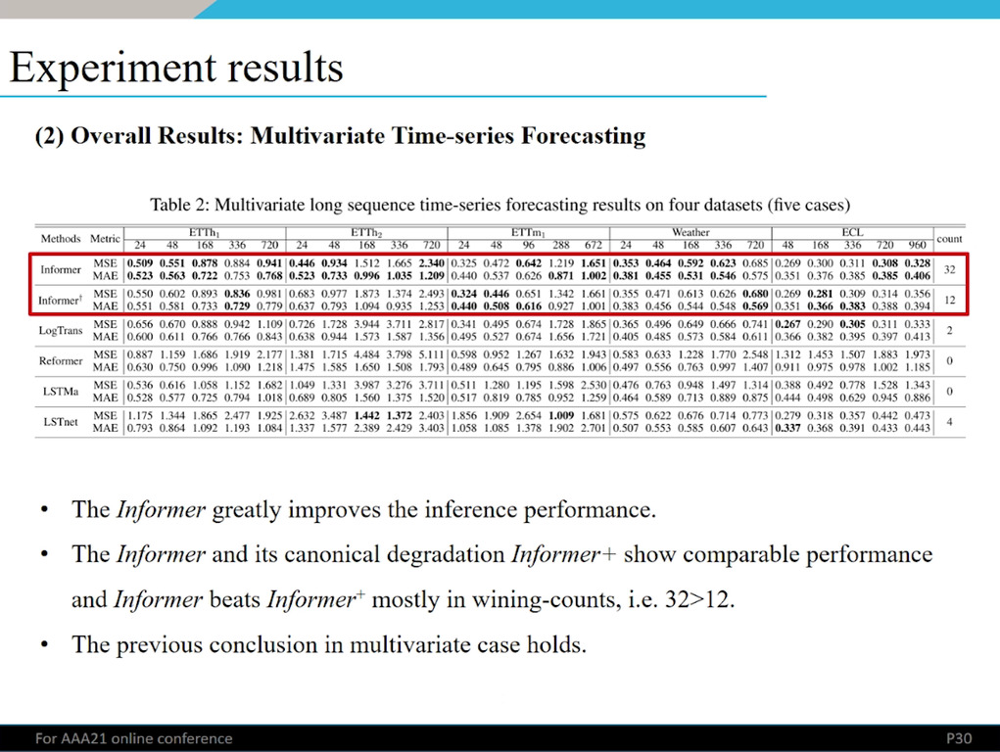 Experiment results
(2) Overall Results: Multivariate Time-series Forecasting
Table 2: Multivariate long sequence time-series forecasting results on four datasets (five cases)
Methods Metric ETTh1 ETTh2 ETTm1 Weather ECL count
24 48 168 336 720 24 48 168 336 720 24 48 96 288 672 24 48 168 336 720 48 168 336 720 960
Informer MSE 0.509 0.551 0.878 0.884 0.941 0.446 0.934 1.512 1.665 2.340 0.325 0.472 0.642 1.219 1.651 0.353 0.464 0.592 0.623 0.685 0.269 0.300 0.311 0.308 0.328 32
MAE 0.523 0.563 0.722 0.753 0.768 0.523 0.733 0.996 1.035 1.209 0.440 0.537 0.626 0.871 1.002 0.381 0.455 0.531 0.546 0.575 0.351 0.376 0.385 0.385 0.406
Informer† MSE 0.550 0.602 0.893 0.836 0.981 0.683 0.977 1.873 1.374 2.493 0.324 0.446 0.651 1.342 1.661 0.355 0.471 0.613 0.626 0.680 0.269 0.281 0.309 0.314 0.356 12
MAE 0.551 0.581 0.733 0.729 0.779 0.637 0.793 1.094 0.935 1.253 0.440 0.508 0.616 0.927 1.001 0.383 0.456 0.544 0.548 0.569 0.351 0.366 0.383 0.388 0.394
LogTrans MSE 0.656 0.670 0.888 0.942 1.109 0.726 1.728 3.944 3.711 2.817 0.341 0.495 0.674 1.728 1.865 0.365 0.496 0.649 0.666 0.741 0.267 0.290 0.305 0.311 0.333 2
MAE 0.600 0.611 0.766 0.766 0.843 0.638 0.944 1.573 1.587 1.356 0.495 0.527 0.674 1.656 1.721 0.405 0.485 0.573 0.584 0.611 0.366 0.382 0.395 0.397 0.413
Reformer MSE 0.887 1.159 1.686 1.919 2.177 1.381 1.715 4.484 3.798 5.111 0.598 0.952 1.267 1.632 1.943 0.583 0.633 1.228 1.770 2.548 1.312 1.453 1.507 1.883 1.973 0
MAE 0.630 0.750 0.996 1.090 1.218 1.475 1.585 1.650 1.508 1.793 0.489 0.645 0.795 0.886 1.006 0.497 0.556 0.763 0.997 1.407 0.911 0.975 0.978 1.002 1.185
LSTMa MSE 0.536 0.616 1.058 1.152 1.682 1.049 1.331 3.987 3.276 3.711 0.511 1.280 1.195 1.598 2.530 0.476 0.763 0.948 1.497 1.314 0.388 0.492 0.778 1.528 1.343 0
MAE 0.528 0.577 0.725 0.794 1.018 0.689 0.805 1.560 1.375 1.520 0.517 0.819 0.785 0.952 1.259 0.464 0.589 0.713 0.889 0.875 0.444 0.498 0.629 0.945 0.886
LSTnet MSE 1.175 1.344 1.865 2.477 1.925 2.632 3.487 1.442 1.372 2.403 1.856 1.909 2.654 1.009 1.681 0.575 0.622 0.676 0.714 0.773 0.279 0.318 0.357 0.442 0.473 4
MAE 0.793 0.864 1.092 1.193 1.084 1.337 1.577 2.389 2.429 3.403 1.058 1.085 1.378 1.902 2.701 0.507 0.553 0.585 0.607 0.643 0.337 0.368 0.391 0.433 0.443
• The Informer greatly improves the inference performance.
• The Informer and its canonical degradation Informer+ show comparable performance
and Informer beats Informer+ mostly in wining-counts, i.e. 32>12.
• The previous conclusion in multivariate case holds.
For AAA21 online conference
P30